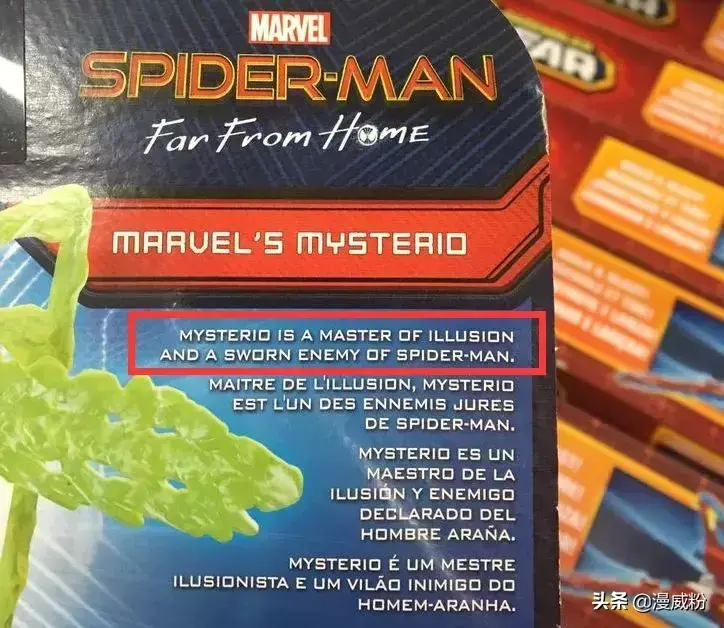 MARVEL
SPIDER-MAN
Far From Home
MARVEL'S MYSTERIO
MYSTERIO IS A MASTER OF ILLUSION
AND A SWORN ENEMY OF SPIDER-MAN.
MAITRE DE L'ILLUSION, MYSTERIO
EST L'UN DES ENNEMIS JURES
DE SPIDER-MAN.
MYSTERIO ES UN
MAESTRO DE LA
ILUSIÓN Y ENEMIGO
DECLARADO DEL
HOMBRE ARAÑA.
MYSTERIO É UM MESTRE
ILUSIONISTA E UM VILÃO INIMIGO DO
HOMEM-ARANHA.
头条 @漫威粉